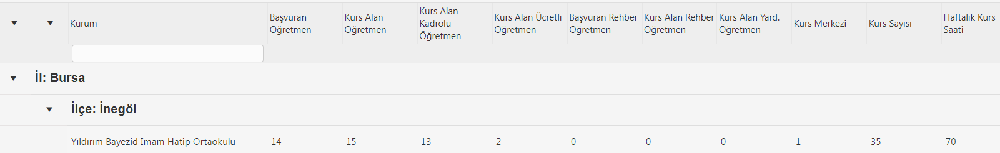 Kurum
Başvuran Öğretmen
Kurs Alan Öğretmen
Kurs Alan Kadrolu Öğretmen
Kurs Alan Ücretli Öğretmen
Başvuran Rehber Öğretmen
Kurs Alan Rehber Öğretmen
Kurs Alan Yard. Öğretmen
Kurs Merkezi
Kurs Sayısı
Haftalık Kurs Saati
İl: Bursa
İlçe: İnegöl
Yıldırım Bayezid İmam Hatip Ortaokulu 14 15 13 2 0 0 0 1 35 70